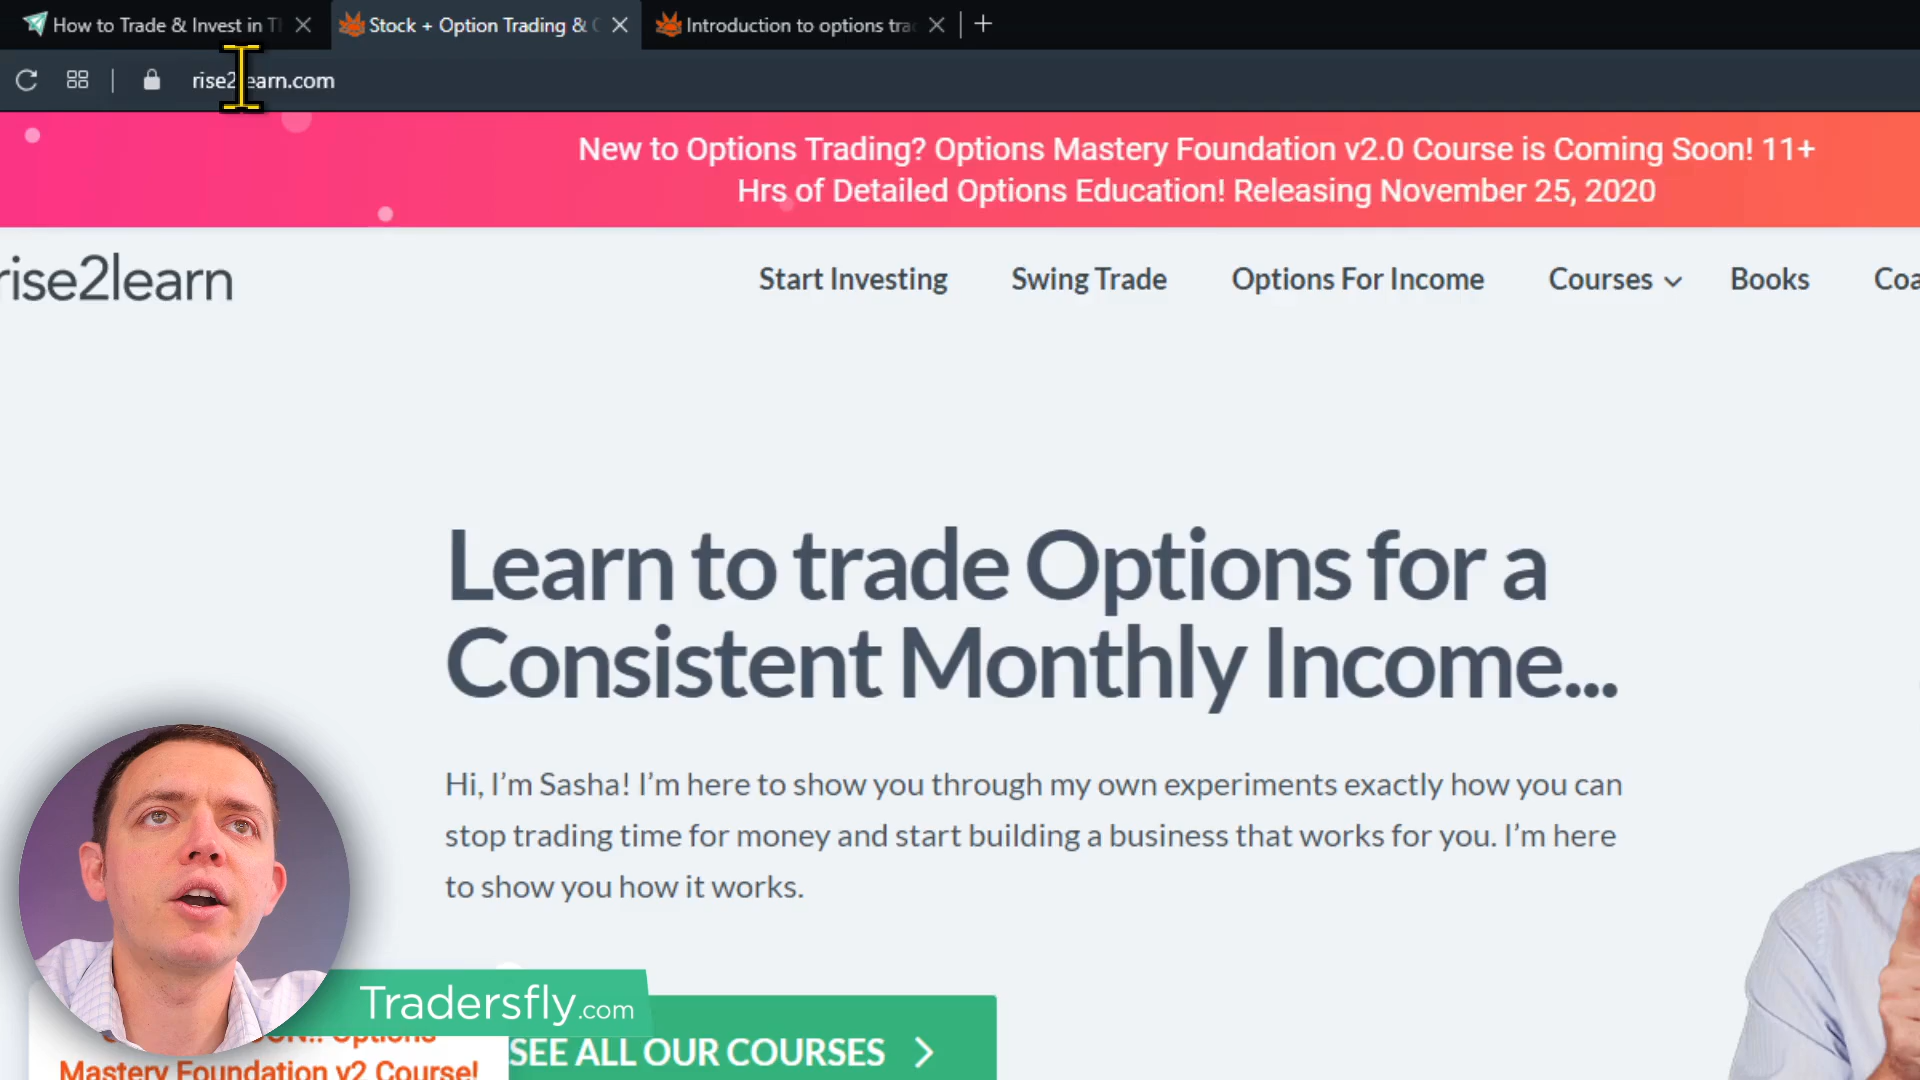 How to Trade & Invest in
Stock + Option Trading &
Introduction to options
rise2learn.com
New to Options Trading? Options Mastery Foundation v2.0 Course is Coming Soon! 11+
Hrs of Detailed Options Education! Releasing November 25, 2020
rise2learn
Start Investing
Swing Trade
Options For Income
Courses
Books
Learn to trade Options for a
Consistent Monthly Income...
Hi, I'm Sasha! I'm here to show you through my own experiments exactly how you can
stop trading time for money and start building a business that works for you. I'm here
to show you how it works.
Tradersfly.com
Options
Mastery Foundation v2 Course!
SEE ALL OUR COURSES